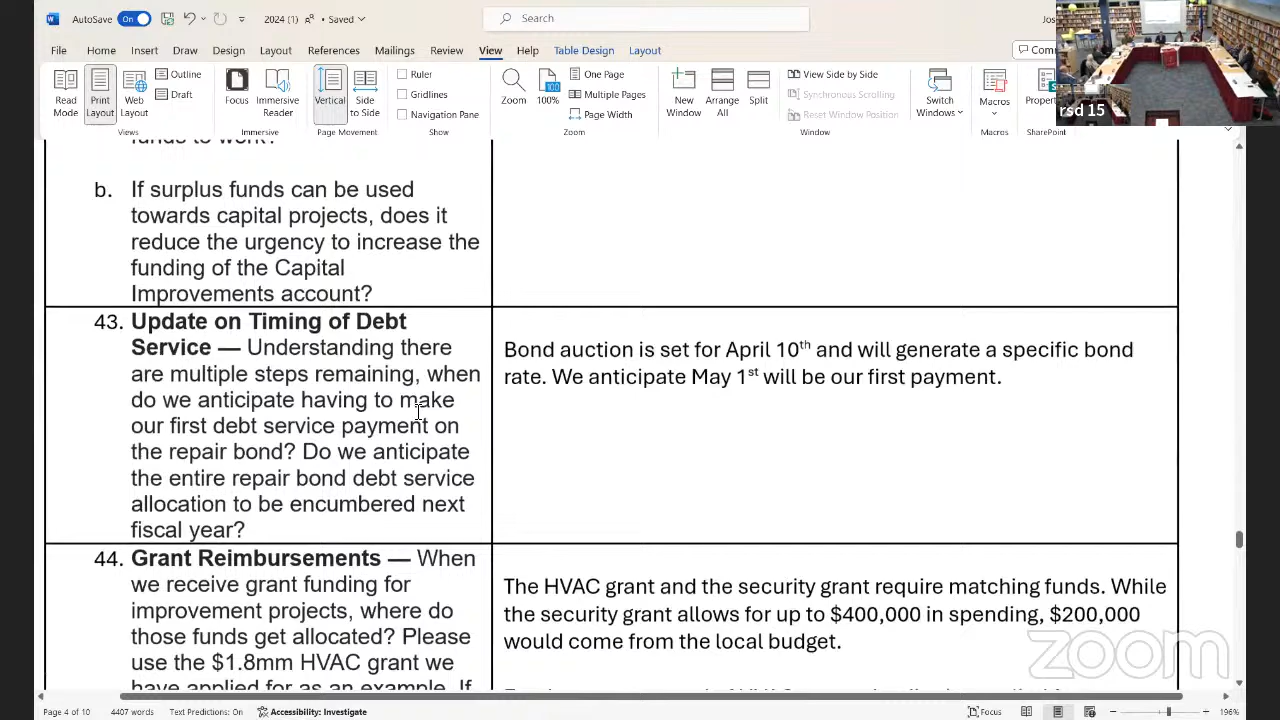 AutoSave On 2024 (1) Saved Search Jos
File Home Insert Draw Design Layout References Mailings Review View Help Table Design Layout
Read Mode Print Layout Web Layout Outline Draft Focus Immersive Reader Vertical Side to Side Ruler Gridlines Navigation Pane Zoom 100% One Page Multiple Pages Page Width New Window Arrange All Split View Side by Side Synchronous Scrolling Reset Window Position Switch Windows Macros
Views Immersive Page Movement Show Zoom Window Macros SharePoint
rsd 15
funds to work?
b. If surplus funds can be used
towards capital projects, does it
reduce the urgency to increase the
funding of the Capital
Improvements account?
43. Update on Timing of Debt
Service — Understanding there
are multiple steps remaining, when
do we anticipate having to make
our first debt service payment on
the repair bond? Do we anticipate
the entire repair bond debt service
allocation to be encumbered next
fiscal year?
Bond auction is set for April 10th and will generate a specific bond
rate. We anticipate May 1st will be our first payment.
44. Grant Reimbursements — When
we receive grant funding for
improvement projects, where do
those funds get allocated? Please
use the $1.8mm HVAC grant we
have applied for as an example. If
The HVAC grant and the security grant require matching funds. While
the security grant allows for up to $400,000 in spending, $200,000
would come from the local budget.
zoom
Page 4 of 10 4407 words Text Predictions: On Accessibility: Investigate Focus 196%